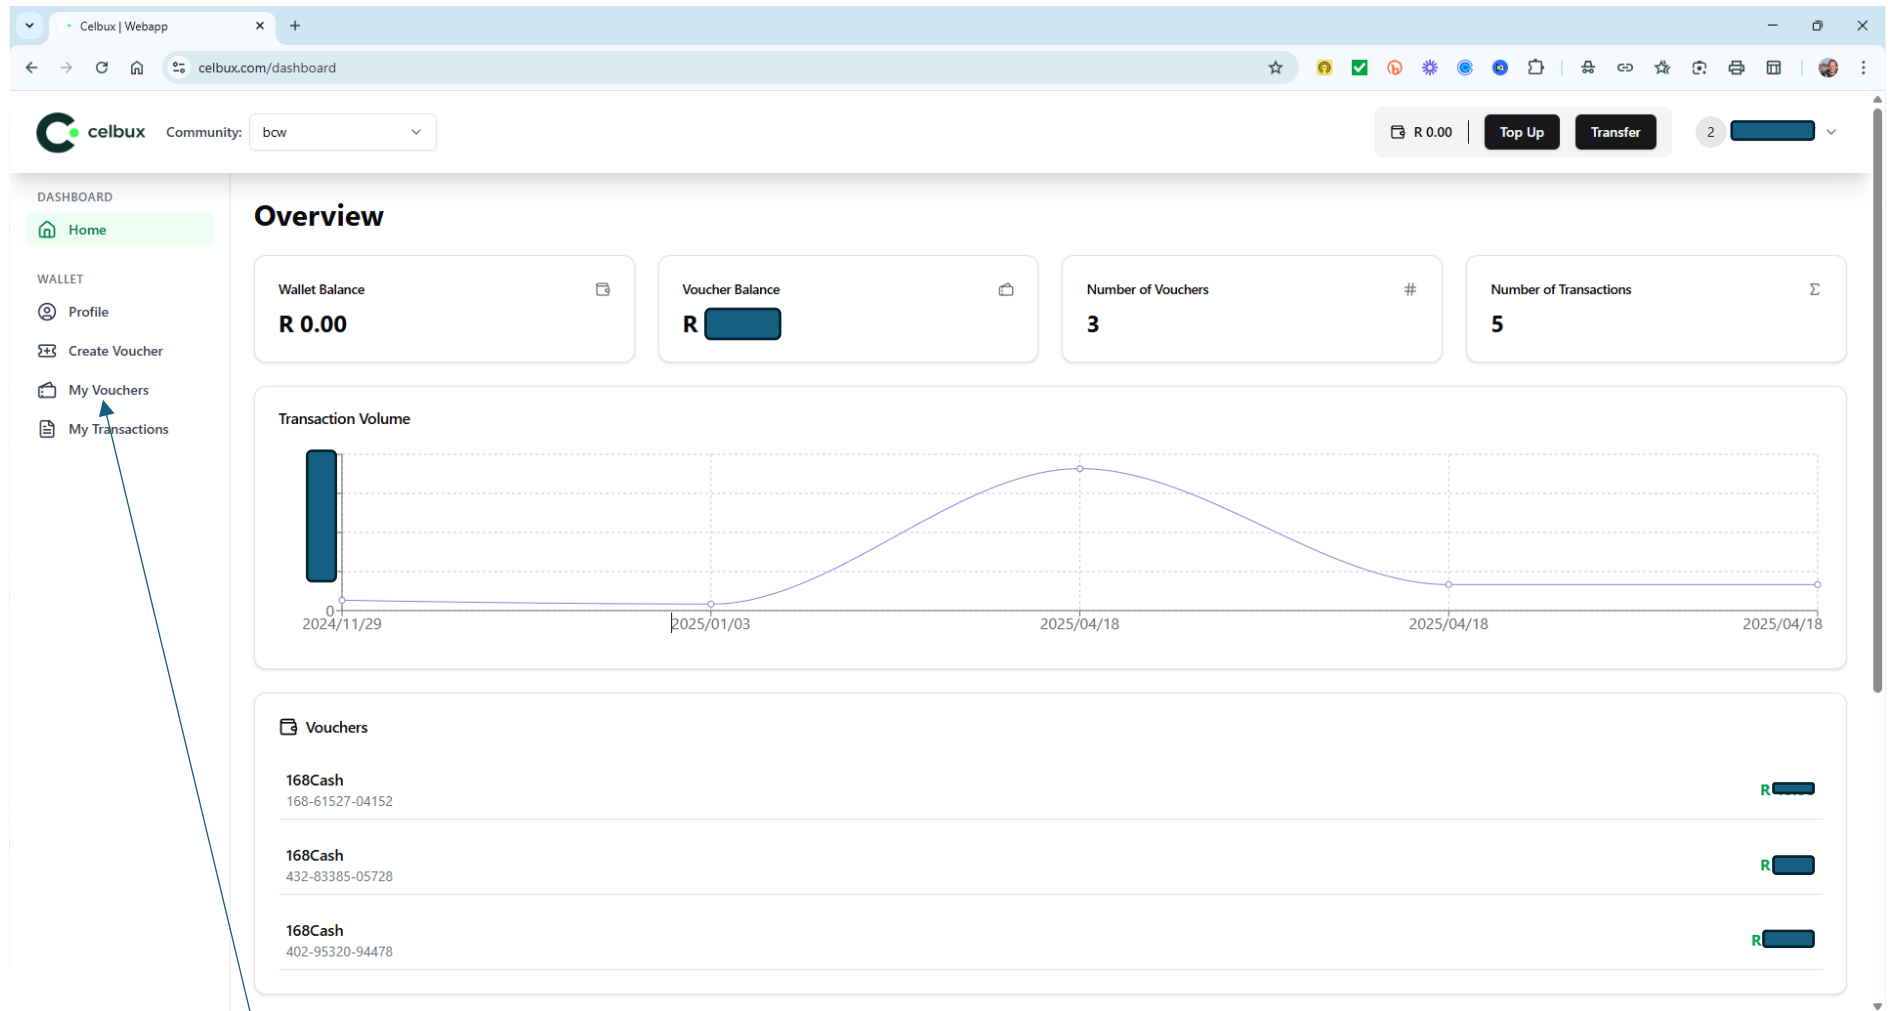 Celbux | Webapp
celbux.com/dashboard
celbux
Community:
bcw
R 0.00
Top Up
Transfer
2
DASHBOARD
Home
WALLET
Profile
Create Voucher
My Vouchers
My Transactions
Overview
Wallet Balance
R 0.00
Voucher Balance
R
Number of Vouchers
#
3
Number of Transactions
Σ
5
Transaction Volume
0
2024/11/29
2025/01/03
2025/04/18
2025/04/18
2025/04/18
Vouchers
168Cash
168-61527-04152
R
168Cash
432-83385-05728
R
168Cash
402-95320-94478
R